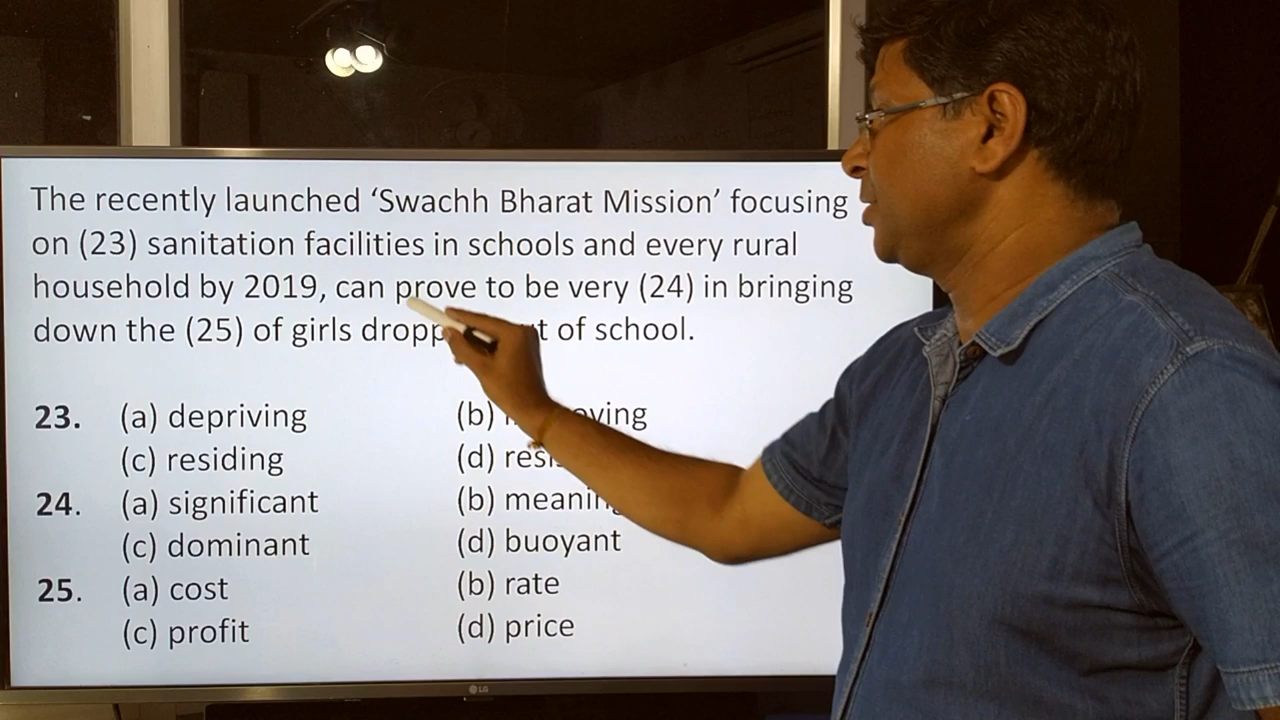 The recently launched ‘Swachh Bharat Mission’ focusing
on (23) sanitation facilities in schools and every rural
household by 2019, can prove to be very (24) in bringing
down the (25) of girls of school.
23. (a) depriving (b)
(c) residing (d)
24. (a) significant (b)
(c) dominant (d) buoyant
25. (a) cost (b) rate
(c) profit (d) price
LG